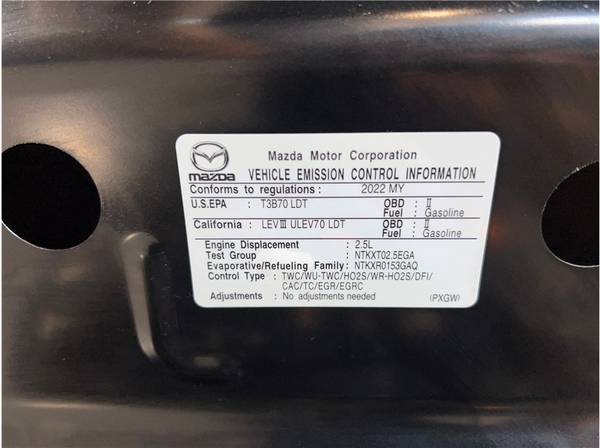 Mazda Motor Corporation
mazda VEHICLE EMISSION CONTROL INFORMATION
Conforms to regulations : 2022 MY
U.S.EPA : T3B70 LDT OBD : Ⅱ
Fuel : Gasoline
California : LEVⅢ ULEV70 LDT OBD : Ⅱ
Fuel : Gasoline
Engine Displacement : 2.5L
Test Group : NTKXT02.5EGA
Evaporative/Refueling Family: NTKXR0153GAQ
Control Type : TWC/WU-TWC/HO2S/WR-HO2S/DFI/
CAC/TC/EGR/EGRC
Adjustments : No adjustments needed (PXGW)